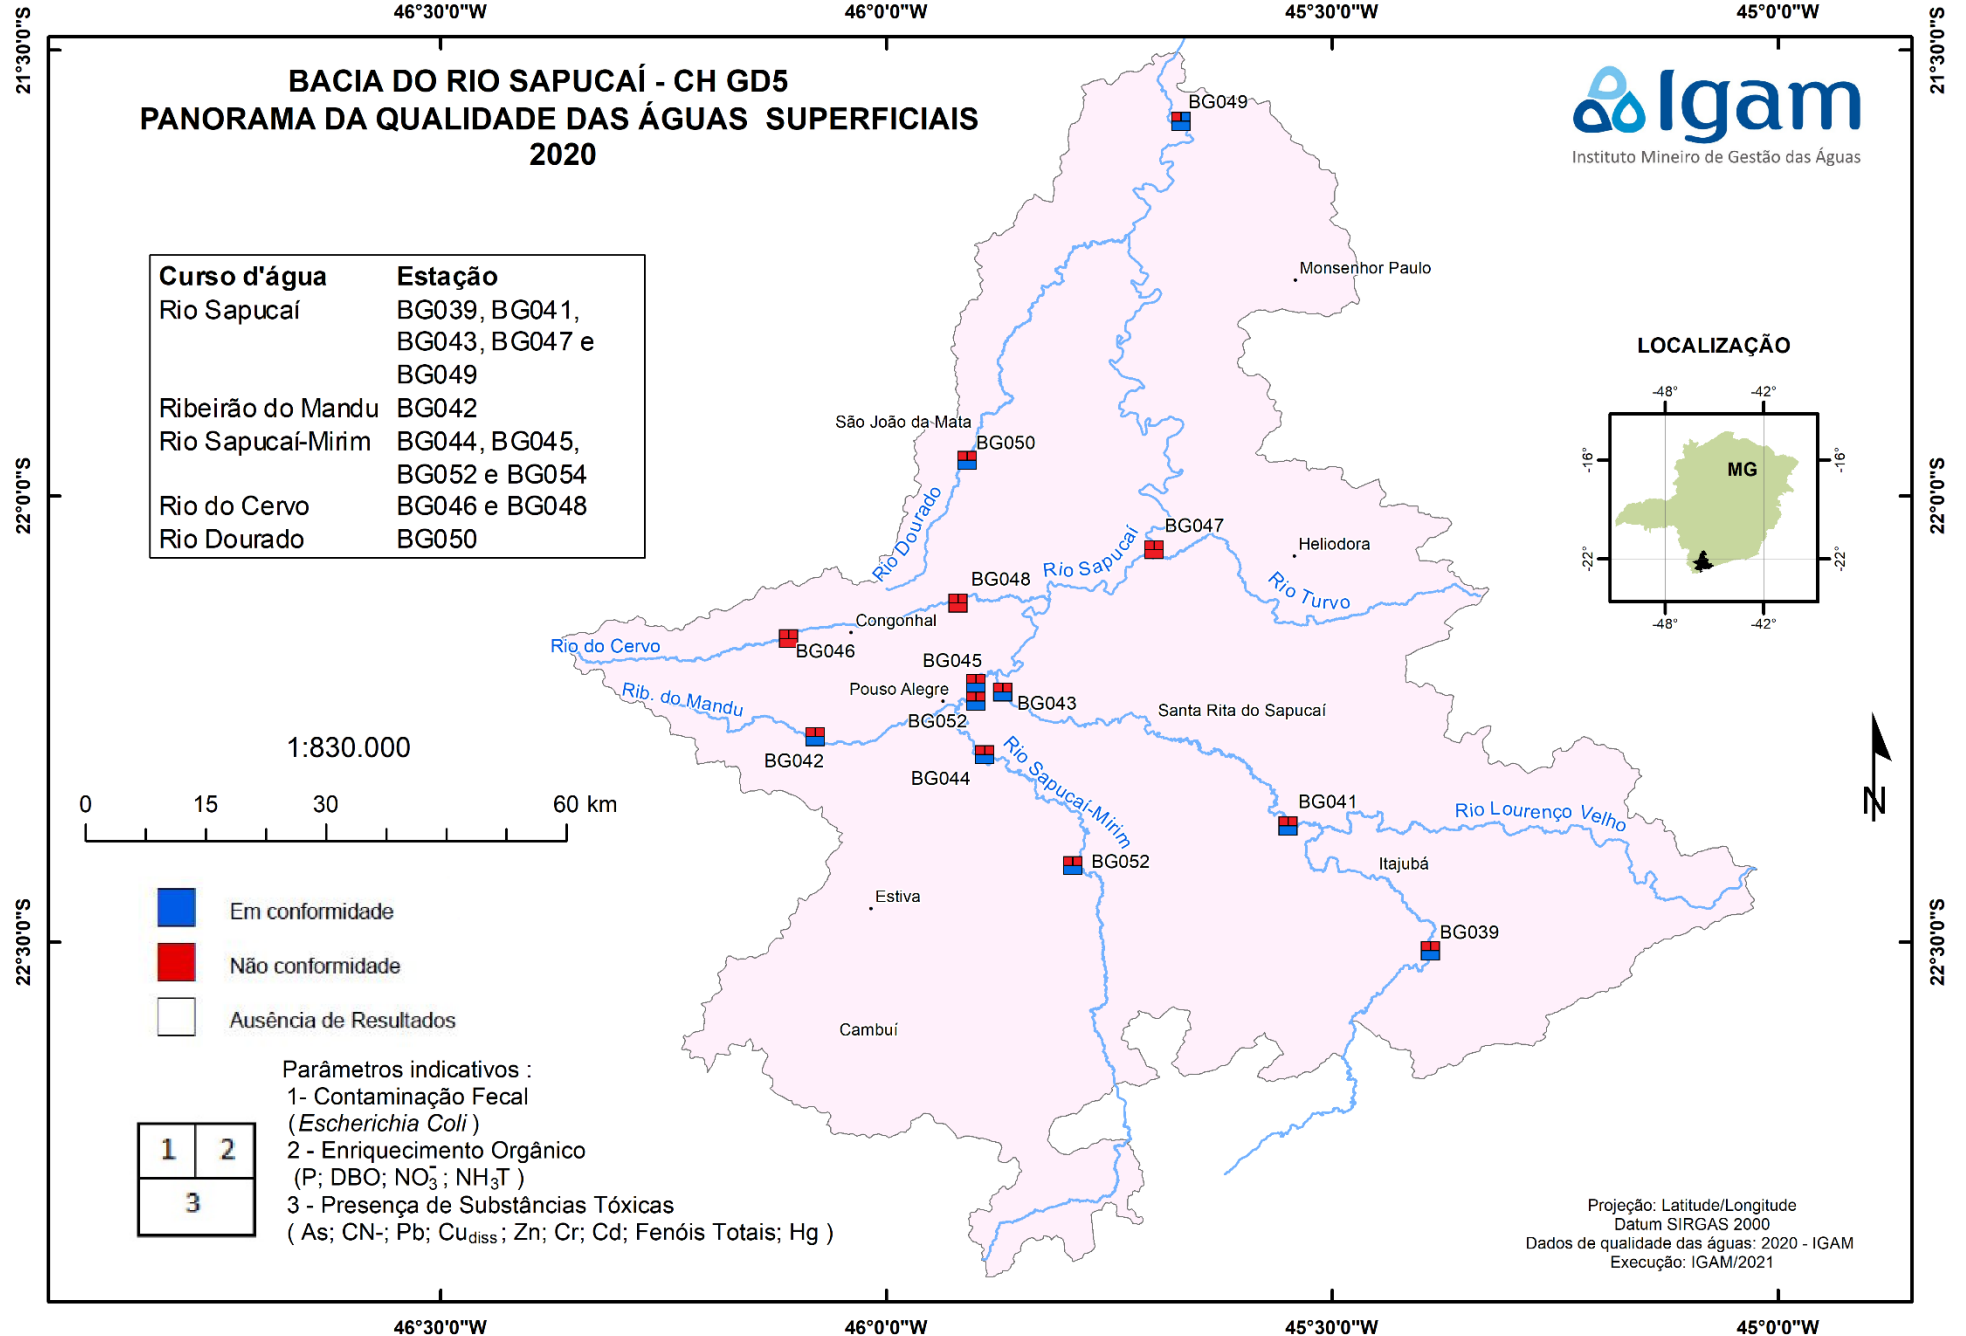 46°30'0"W 46°0'0"W 45°30'0"W 45°0'0"W
21°30'0"S
21°30'0"S
BACIA DO RIO SAPUCAÍ - CH GD5
PANORAMA DA QUALIDADE DAS ÁGUAS SUPERFICIAIS
2020
Igam
Instituto Mineiro de Gestão das Águas
Curso d'água Estação
Rio Sapucaí BG039, BG041,
BG043, BG047 e
BG049
Ribeirão do Mandu BG042
Rio Sapucaí-Mirim BG044, BG045,
BG052 e BG054
Rio do Cervo BG046 e BG048
Rio Dourado BG050
BG049
Monsenhor Paulo
São João da Mata
BG050
Rio Dourado
BG047
Rio Sapucaí
Heliodora
Rio Turvo
BG048
Congonhal
Rio do Cervo
BG046
BG045
Rib. do Mandu
Pouso Alegre
BG043
BG052
Santa Rita do Sapucaí
BG042
BG044
Rio Sapucaí-Mirim
BG041
Rio Lourenço Velho
BG052
Itajubá
Estiva
BG039
Cambuí
LOCALIZAÇÃO
-48° -42°
-16°
-16°
MG
-22°
-22°
-48° -42°
22°0'0"S
22°0'0"S
N
1:830.000
0 15 30 60 km
Em conformidade
Não conformidade
Ausência de Resultados
22°30'0"S
22°30'0"S
Parâmetros indicativos :
1- Contaminação Fecal
( Escherichia Coli )
2 - Enriquecimento Orgânico
(P; DBO; NO₃⁻; NH₃T )
3 - Presença de Substâncias Tóxicas
( As; CN-; Pb; Cudiss ; Zn; Cr; Cd; Fenóis Totais; Hg )
1 2
3
Projeção: Latitude/Longitude
Datum SIRGAS 2000
Dados de qualidade das águas: 2020 - IGAM
Execução: IGAM/2021
46°30'0"W 46°0'0"W 45°30'0"W 45°0'0"W